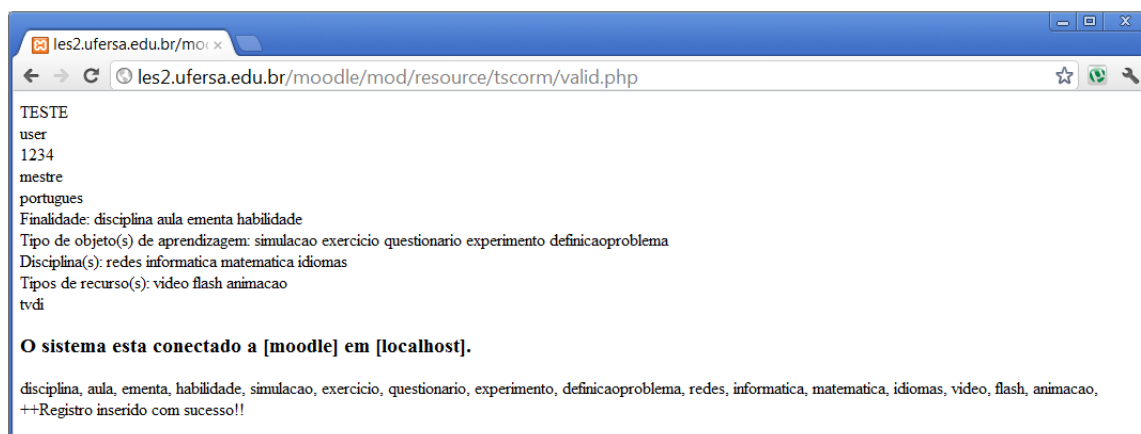 les2.ufersa.edu.br/moo
les2.ufersa.edu.br/moodle/mod/resource/tscorm/valid.php
TESTE
user
1234
mestre
portugues
Finalidade: disciplina aula ementa habilidade
Tipo de objeto(s) de aprendizagem: simulacao exercicio questionario experimento definicaoproblema
Disciplina(s): redes informatica matematica idiomas
Tipos de recurso(s): video flash animacao
tvdi
O sistema esta conectado a [moodle] em [localhost].
disciplina, aula, ementa, habilidade, simulacao, exercicio, questionario, experimento, definicaoproblema, redes, informatica, matematica, idiomas, video, flash, animacao,
++Registro inserido com sucesso!!